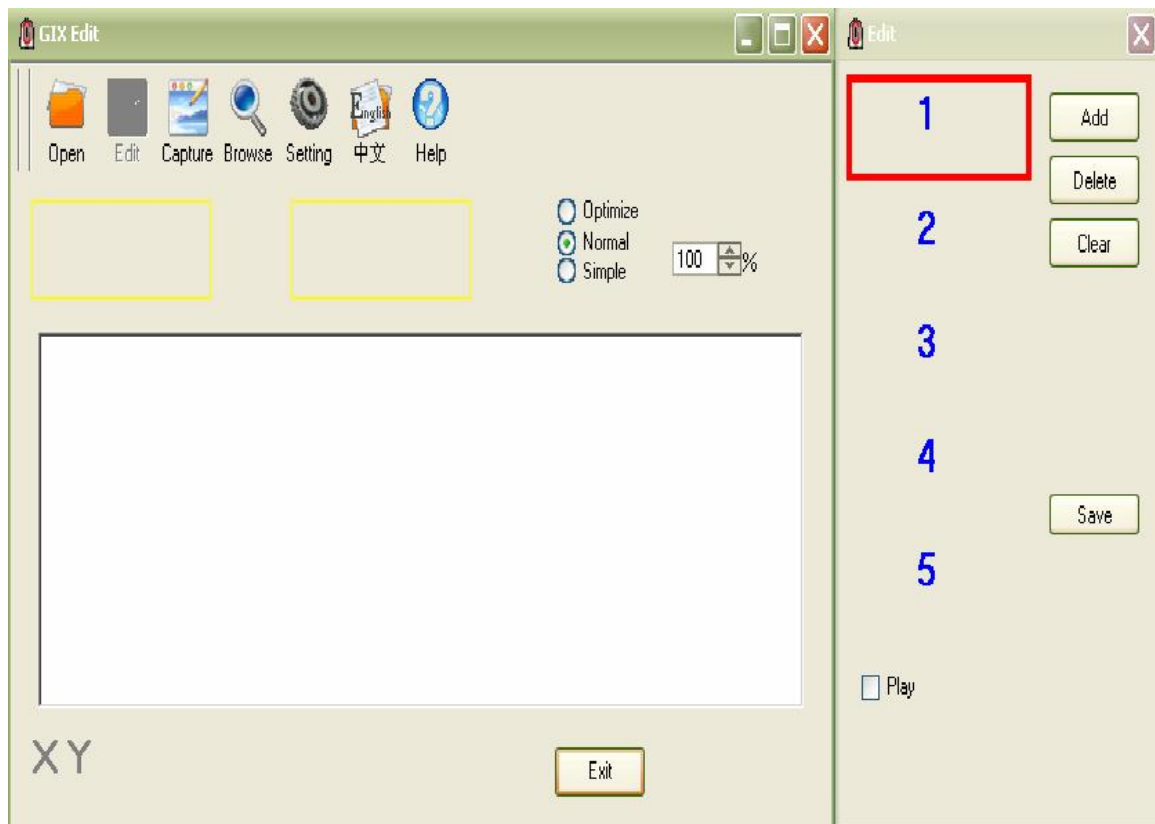 GIX Edit
Open Edit Capture Browse Setting 中文 Help
English
Optimize
Normal
Simple
100 %
X Y
Exit
Edit
1
2
3
4
5
Add
Delete
Clear
Save
Play